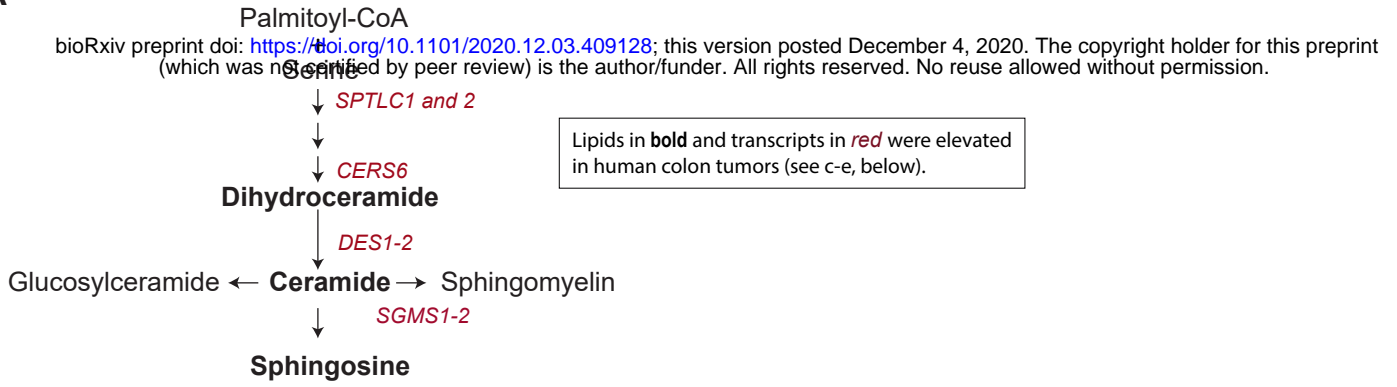 Palmitoyl-CoA
bioRxiv preprint doi: https://doi.org/10.1101/2020.12.03.409128; this version posted December 4, 2020. The copyright holder for this preprint
+
(which was not certified by peer review) is the author/funder. All rights reserved. No reuse allowed without permission.
Serine
SPTLC1 and 2
Lipids in bold and transcripts in red were elevated
in human colon tumors (see c-e, below).
CERS6
Dihydroceramide
DES1-2
Glucosylceramide ← Ceramide → Sphingomyelin
SGMS1-2
Sphingosine